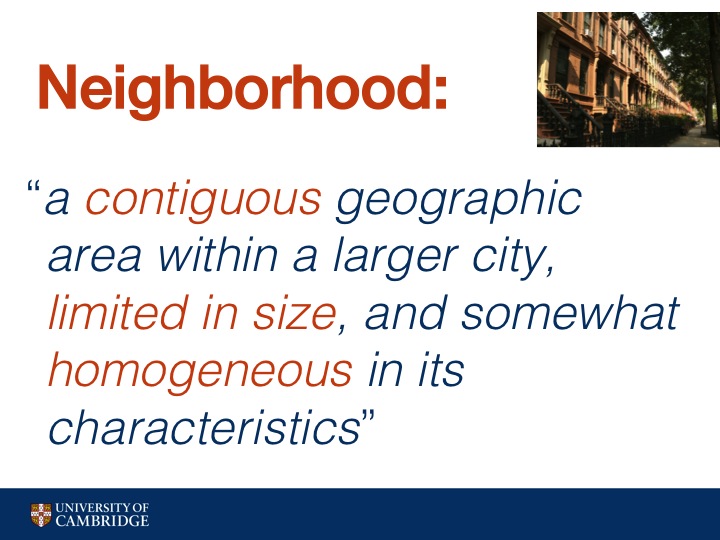 Neighborhood:
“a contiguous geographic
area within a larger city,
limited in size, and somewhat
homogeneous in its
characteristics”
UNIVERSITY OF
CAMBRIDGE